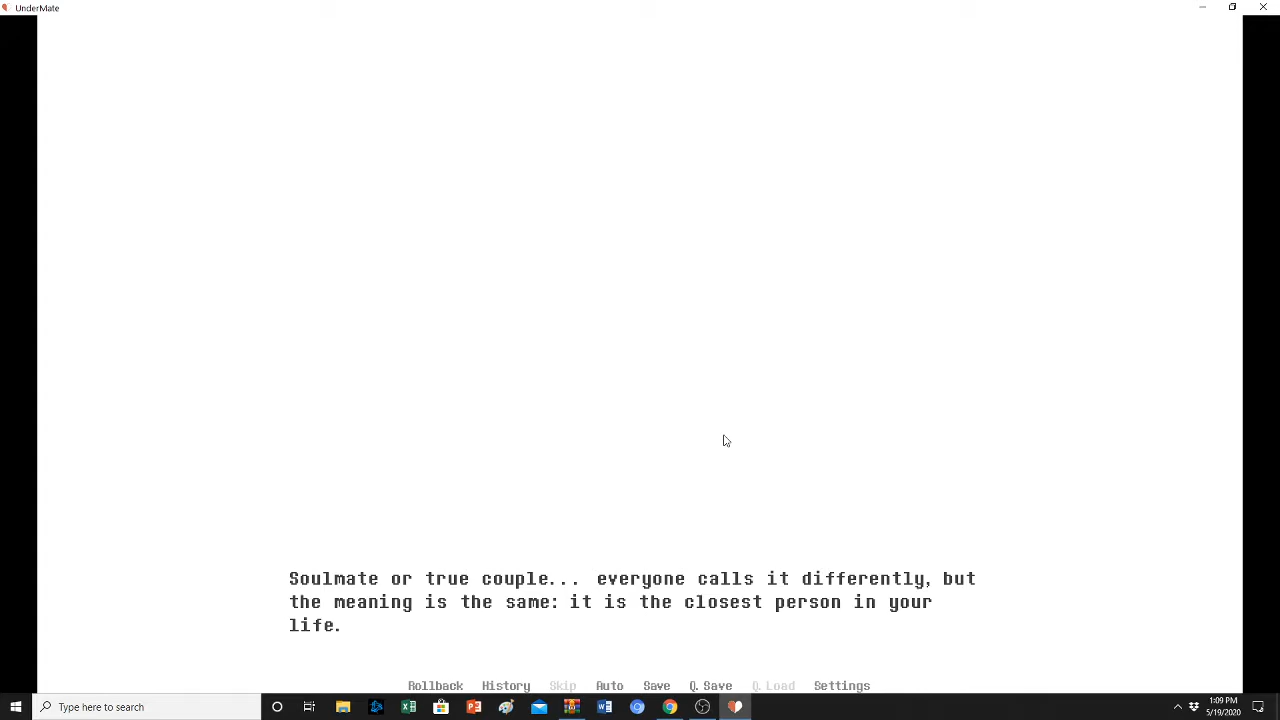 UnderMate
Soulmate or true couple... everyone calls it differently, but
the meaning is the same: it is the closest person in your
life.
Rollback History Skip Auto Save Q.Save Q.Load Settings
Type here to search
1:09 PM
5/19/2020